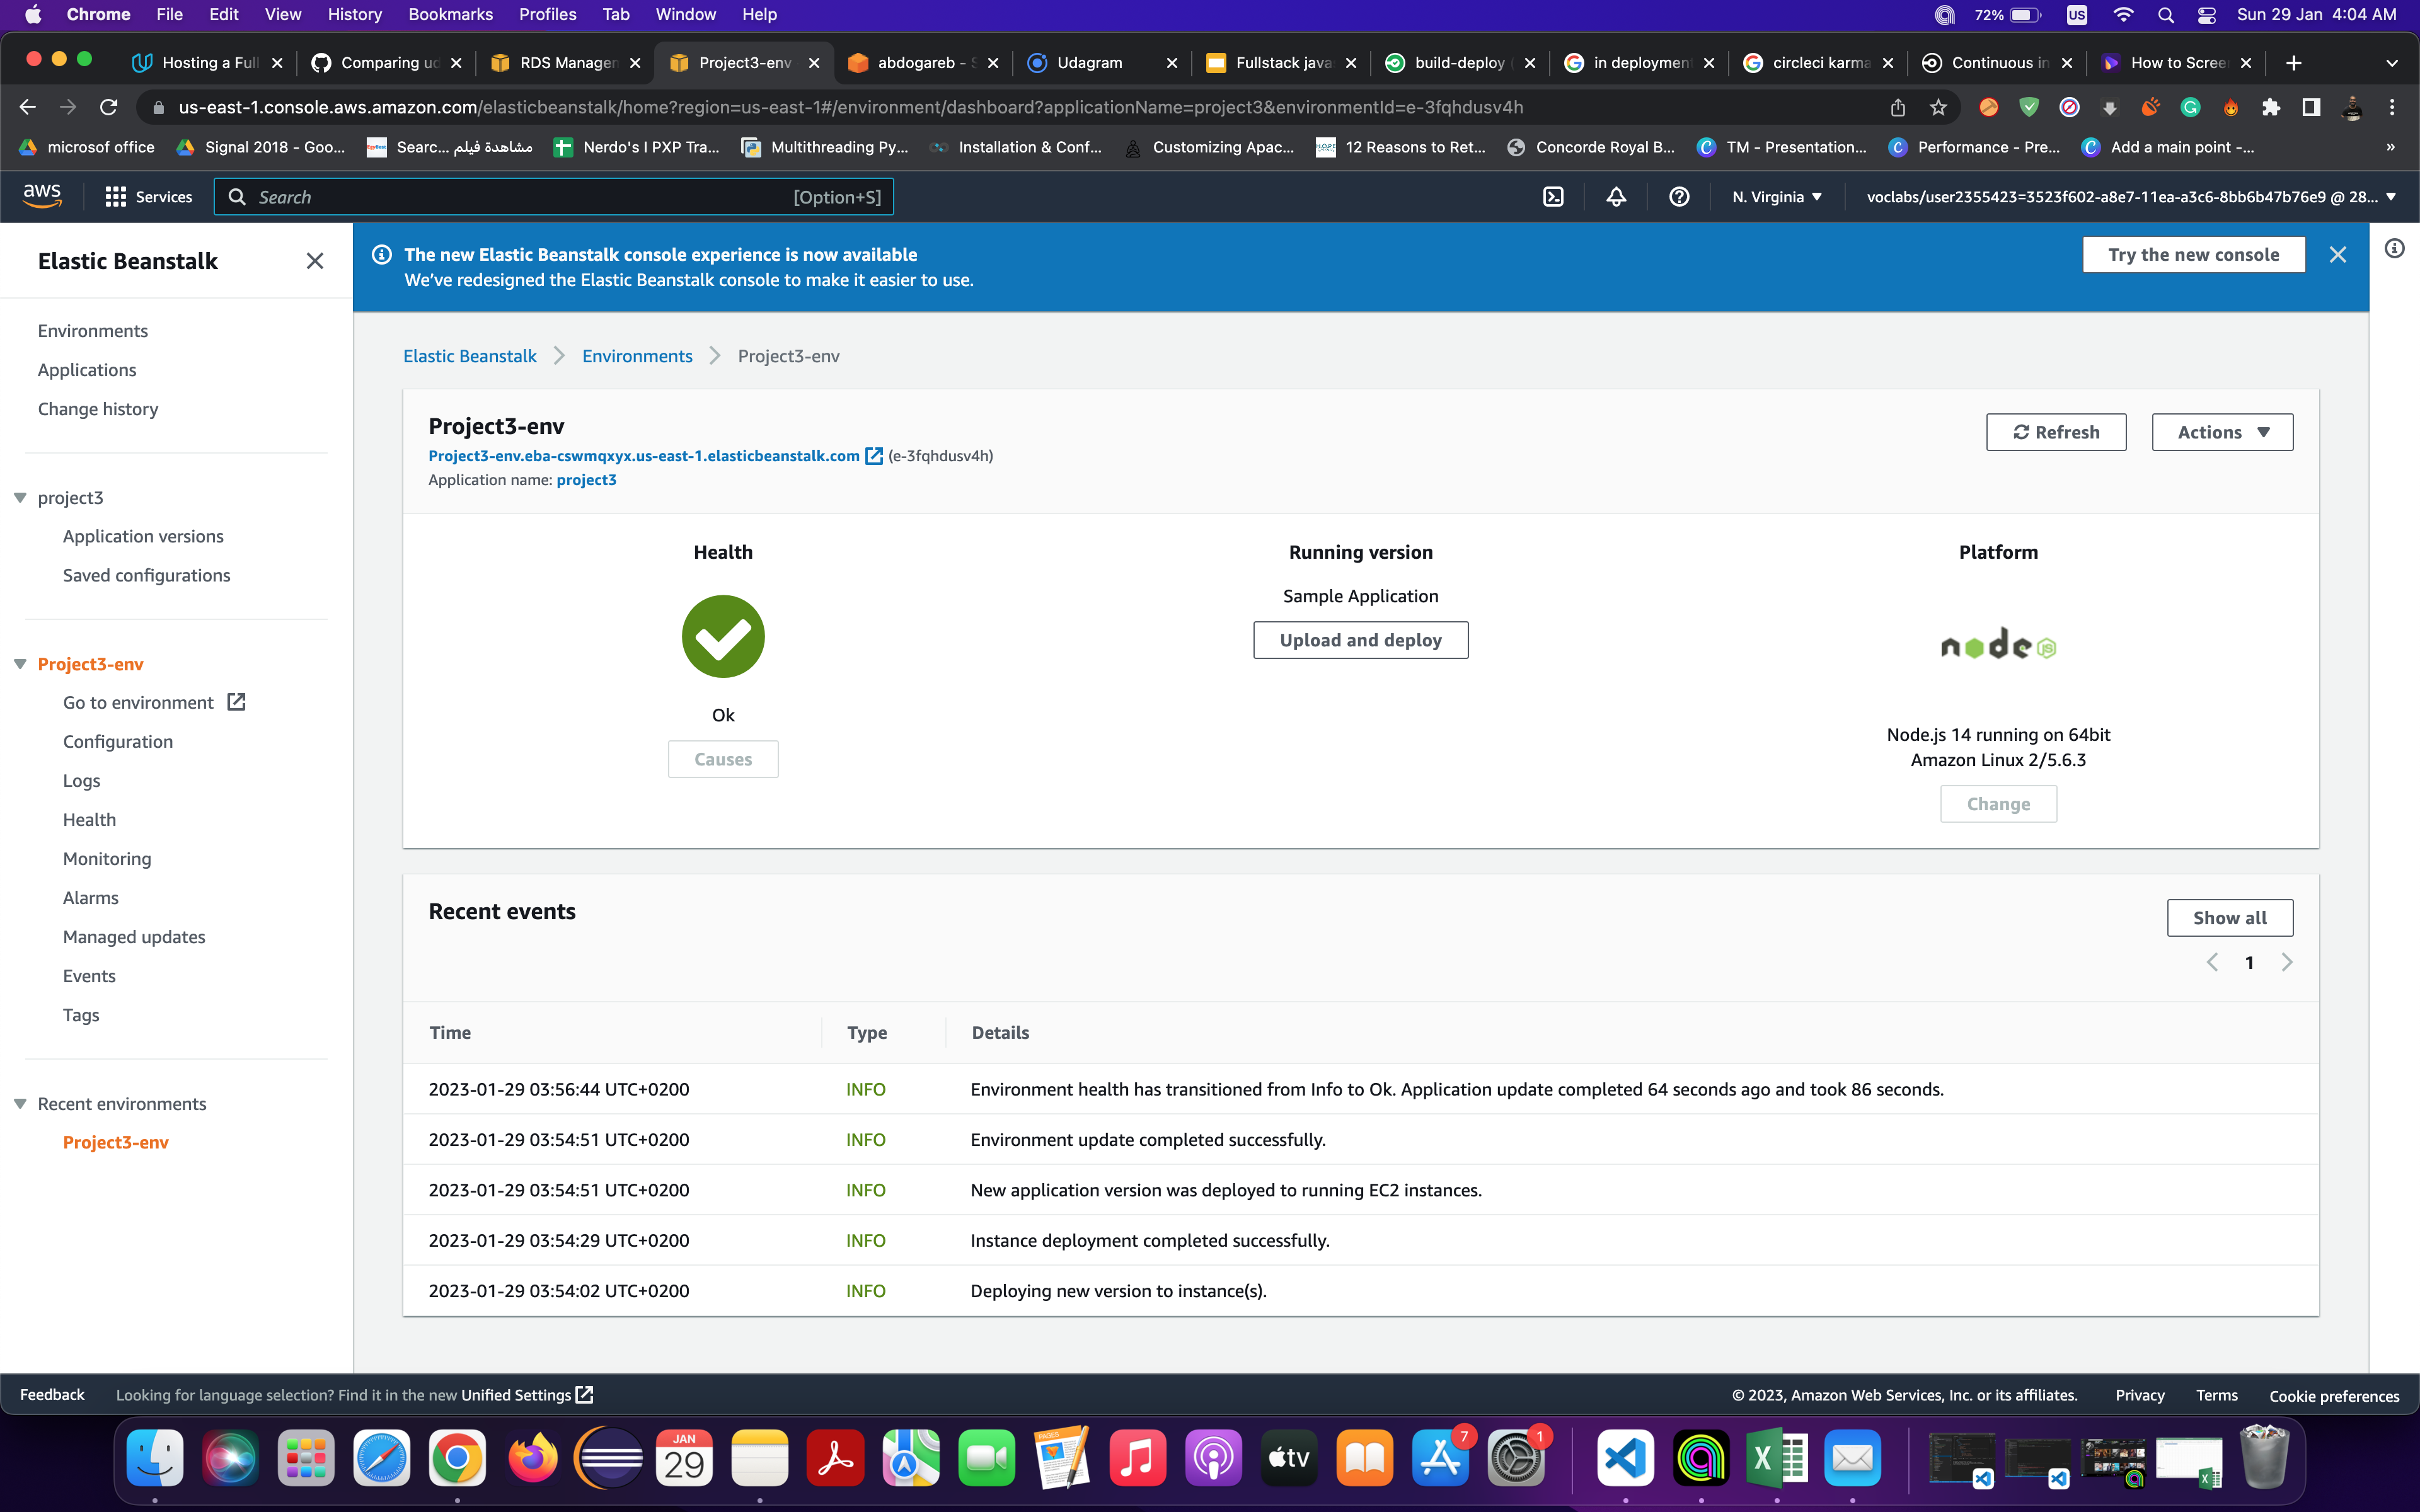 Chrome File Edit View History Bookmarks Profiles Tab Window Help 72% US Sun 29 Jan 4:04 AM
Hosting a Full Comparing ud RDS Managen Project3-env abdogareb - S Udagram Fullstack java build-deploy in deployment circleci karma Continuous in How to Scree
us-east-1.console.aws.amazon.com/elasticbeanstalk/home?region=us-east-1#/environment/dashboard?applicationName=project3&environmentId=e-3fqhdusv4h
microsof office Signal 2018 - Goo... Searc... مشاهدة فيلم Nerdo's I PXP Tra... Multithreading Py... Installation & Conf... Customizing Apac... 12 Reasons to Ret... Concorde Royal B... TM - Presentation... Performance - Pre... Add a main point -... »
aws Services Search [Option+S] N. Virginia voclabs/user2355423=3523f602-a8e7-11ea-a3c6-8bb6b47b76e9 @ 28...
Elastic Beanstalk
Environments
Applications
Change history
project3
Application versions
Saved configurations
Project3-env
Go to environment
Configuration
Logs
Health
Monitoring
Alarms
Managed updates
Events
Tags
Recent environments
Project3-env
The new Elastic Beanstalk console experience is now available
We've redesigned the Elastic Beanstalk console to make it easier to use.
Try the new console
Elastic Beanstalk Environments Project3-env
Project3-env
Project3-env.eba-cswmqxyx.us-east-1.elasticbeanstalk.com (e-3fqhdusv4h)
Application name: project3
Refresh Actions
Health
Ok
Causes
Running version
Sample Application
Upload and deploy
Platform
node JS
Node.js 14 running on 64bit
Amazon Linux 2/5.6.3
Change
Recent events
Show all
1
Time Type Details
2023-01-29 03:56:44 UTC+0200 INFO Environment health has transitioned from Info to Ok. Application update completed 64 seconds ago and took 86 seconds.
2023-01-29 03:54:51 UTC+0200 INFO Environment update completed successfully.
2023-01-29 03:54:51 UTC+0200 INFO New application version was deployed to running EC2 instances.
2023-01-29 03:54:29 UTC+0200 INFO Instance deployment completed successfully.
2023-01-29 03:54:02 UTC+0200 INFO Deploying new version to instance(s).
Feedback Looking for language selection? Find it in the new Unified Settings © 2023, Amazon Web Services, Inc. or its affiliates. Privacy Terms Cookie preferences
JAN
29
PAGES
tv
7
1
X